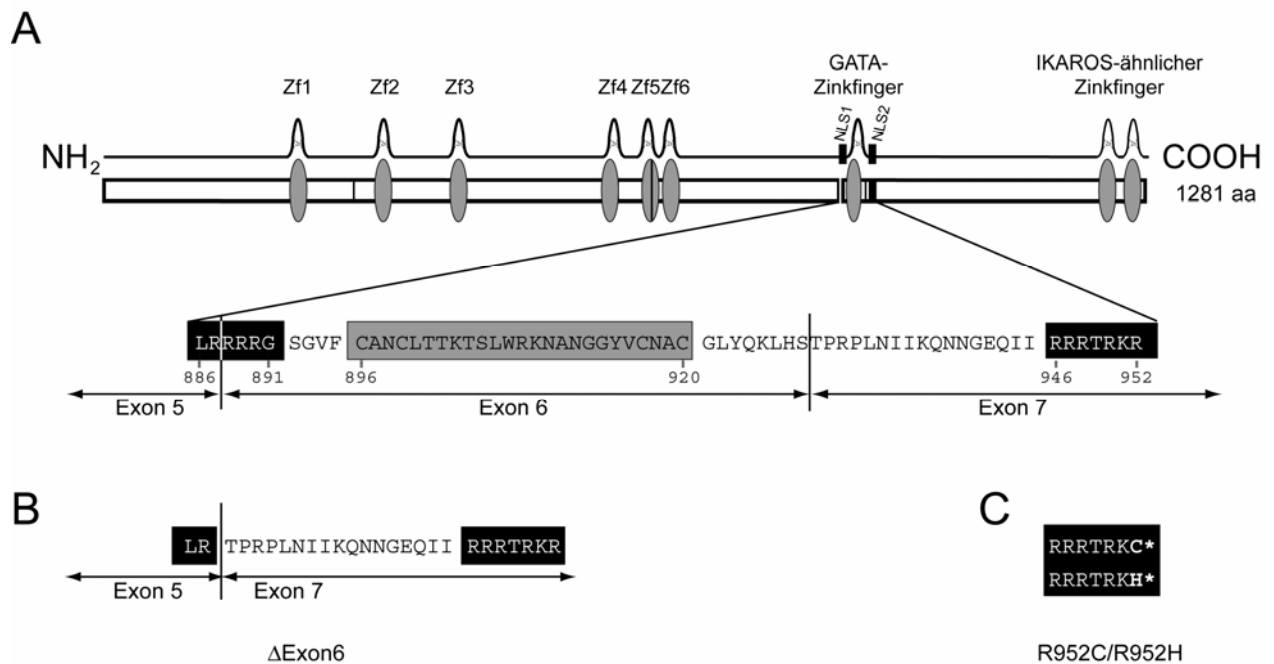 A
Zf1 Zf2 Zf3 Zf4 Zf5 Zf6
GATA-
Zinkfinger
IKAROS-ähnlicher
Zinkfinger
NLS1 NLS2
NH2 COOH
1281 aa
LRRRRG SGVF CANCLTTKTSLWRKNANGGYVCNAC GLYQKLHSTPRPLNIIKQNNGEQII RRRTRKR
886 891 896 920 946 952
Exon 5 Exon 6 Exon 7
B
LR TPRPLNIIKQNNGEQII RRRTRKR
Exon 5 Exon 7
ΔExon6
C
RRRTRKC*
RRRTRKH*
R952C/R952H